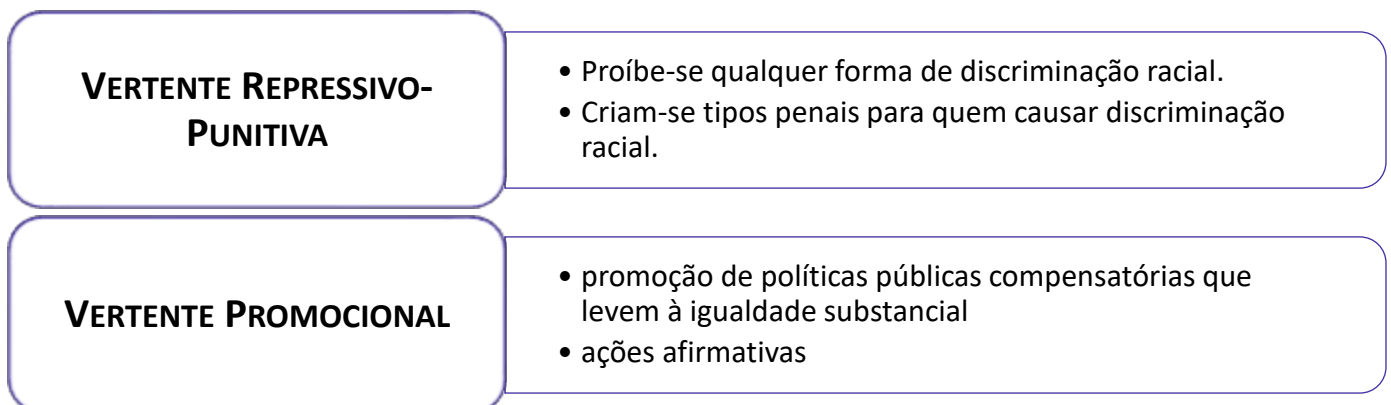 VERTENTE REPRESSIVO-
PUNITIVA
• Proíbe-se qualquer forma de discriminação racial.
• Criam-se tipos penais para quem causar discriminação
racial.
VERTENTE PROMOCIONAL
• promoção de políticas públicas compensatórias que
levem à igualdade substancial
• ações afirmativas